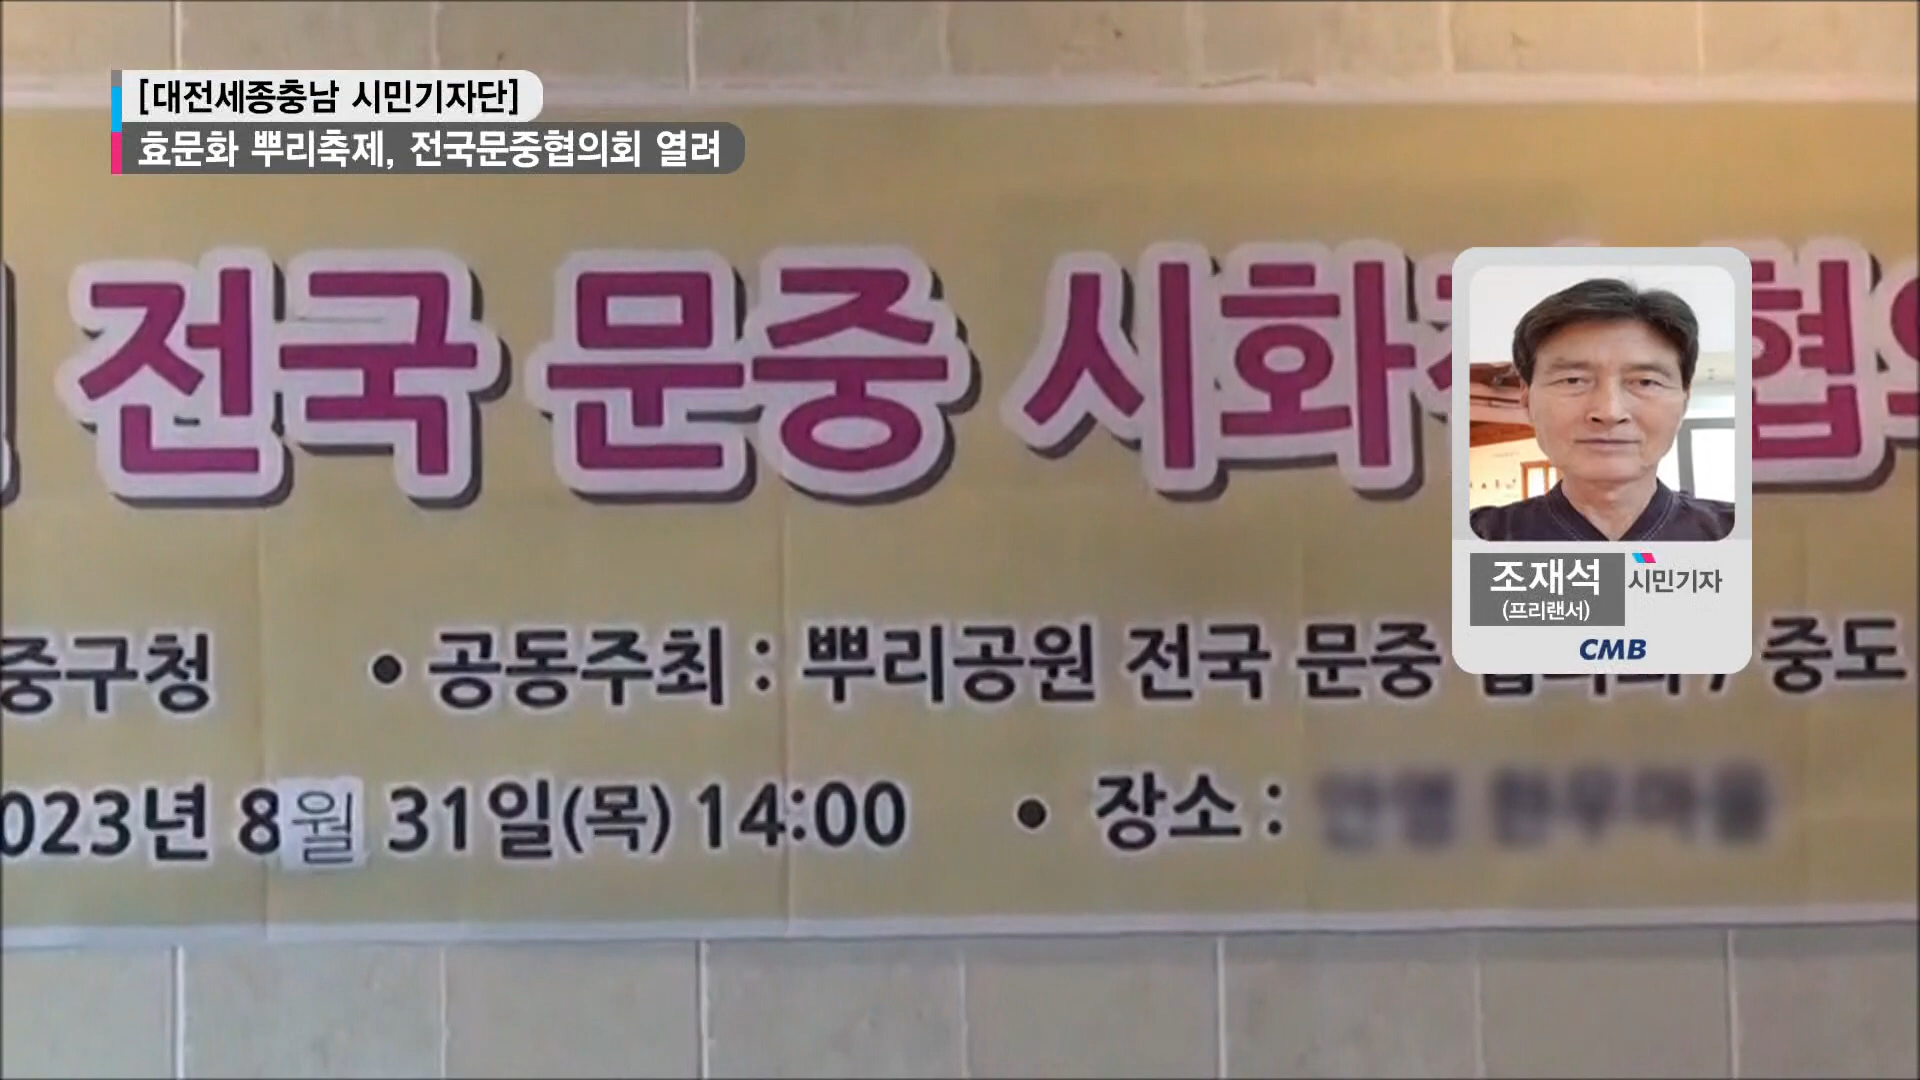 [대전세종충남 시민기자단]
효문화 뿌리축제, 전국문중협의회 열려
전국 문중 시화
중구청 • 공동주최 : 뿌리공원 전국 문중 / 중도
023년 8월 31일(목) 14:00 • 장소 :
조재석 시민기자
(프리랜서)
CMB